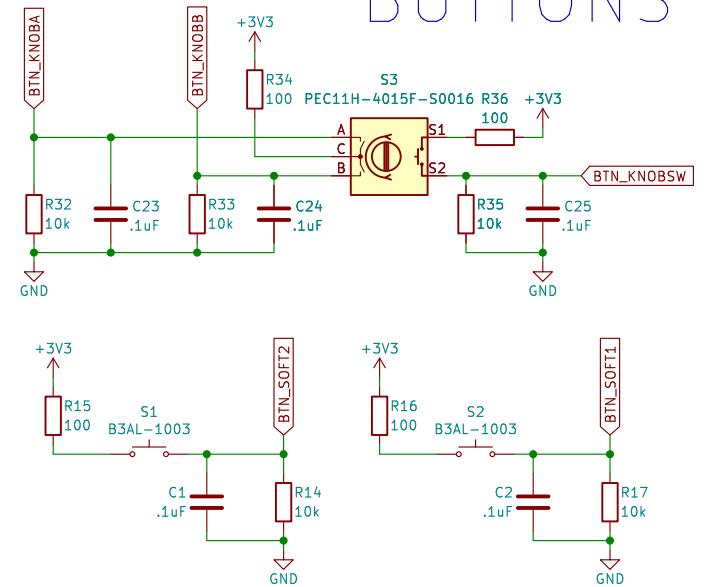 BUTTONS
BTN_KNOBA
BTN_KNOBB
+3V3
R34
100
S3
PEC11H-4015F-S0016
R36
100
+3V3
A
C
B
S1
S2
BTN_KNOBSW
R32
10k
C23
.1uF
R33
10k
C24
.1uF
R35
10k
C25
.1uF
GND
GND
+3V3
R15
100
S1
B3AL-1003
BTN_SOFT2
C1
.1uF
R14
10k
GND
+3V3
R16
100
S2
B3AL-1003
BTN_SOFT1
C2
.1uF
R17
10k
GND